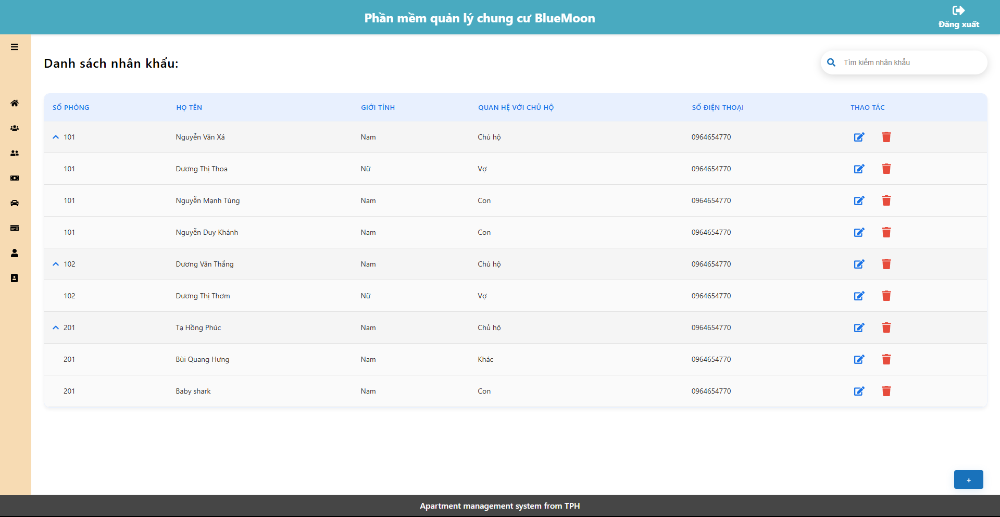 Phần mềm quản lý chung cư BlueMoon
Đăng xuất
Danh sách nhân khẩu:
Tìm kiếm nhân khẩu
SỐ PHÒNG HỌ TÊN GIỚI TÍNH QUAN HỆ VỚI CHỦ HỘ SỐ ĐIỆN THOẠI THAO TÁC
101 Nguyễn Văn Xá Nam Chủ hộ 0964654770
101 Dương Thị Thoa Nữ Vợ 0964654770
101 Nguyễn Mạnh Tùng Nam Con 0964654770
101 Nguyễn Duy Khánh Nam Con 0964654770
102 Dương Văn Thắng Nam Chủ hộ 0964654770
102 Dương Thị Thơm Nữ Vợ 0964654770
201 Tạ Hồng Phúc Nam Chủ hộ 0964654770
201 Bùi Quang Hưng Nam Khác 0964654770
201 Baby shark Nam Con 0964654770
+
Apartment management system from TPH